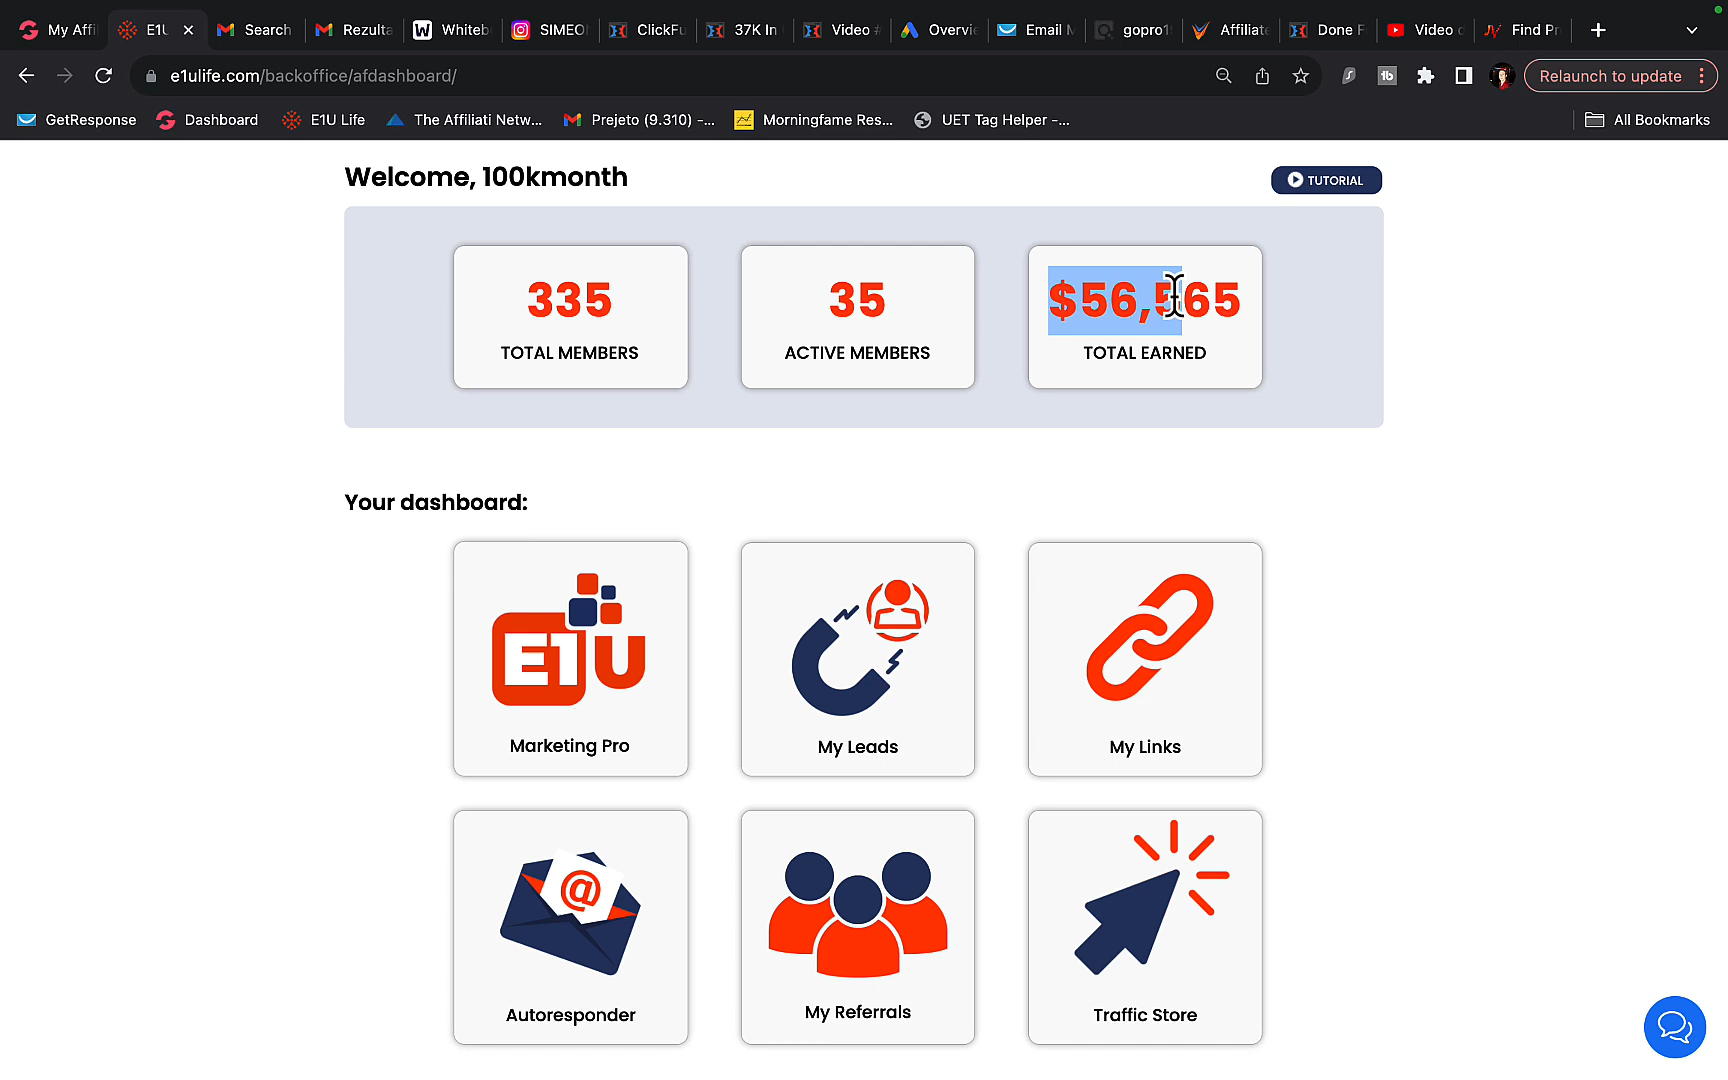 My Affi
E1U
Search
Rezulta
W Whiteb
SIMEO
ClickFu
37K In
Video #
Overvie
Email M
gopro1
Affiliate
Done F
Video
Find Pr
e1ulife.com/backoffice/afdashboard/
tb
Relaunch to update
GetResponse
Dashboard
E1U Life
The Affiliati Netw...
Prejeto (9.310) -...
Morningfame Res...
UET Tag Helper -...
All Bookmarks
Welcome, 100kmonth
TUTORIAL
335
TOTAL MEMBERS
35
ACTIVE MEMBERS
$56,565
TOTAL EARNED
Your dashboard:
E1U
Marketing Pro
My Leads
My Links
@
Autoresponder
My Referrals
Traffic Store